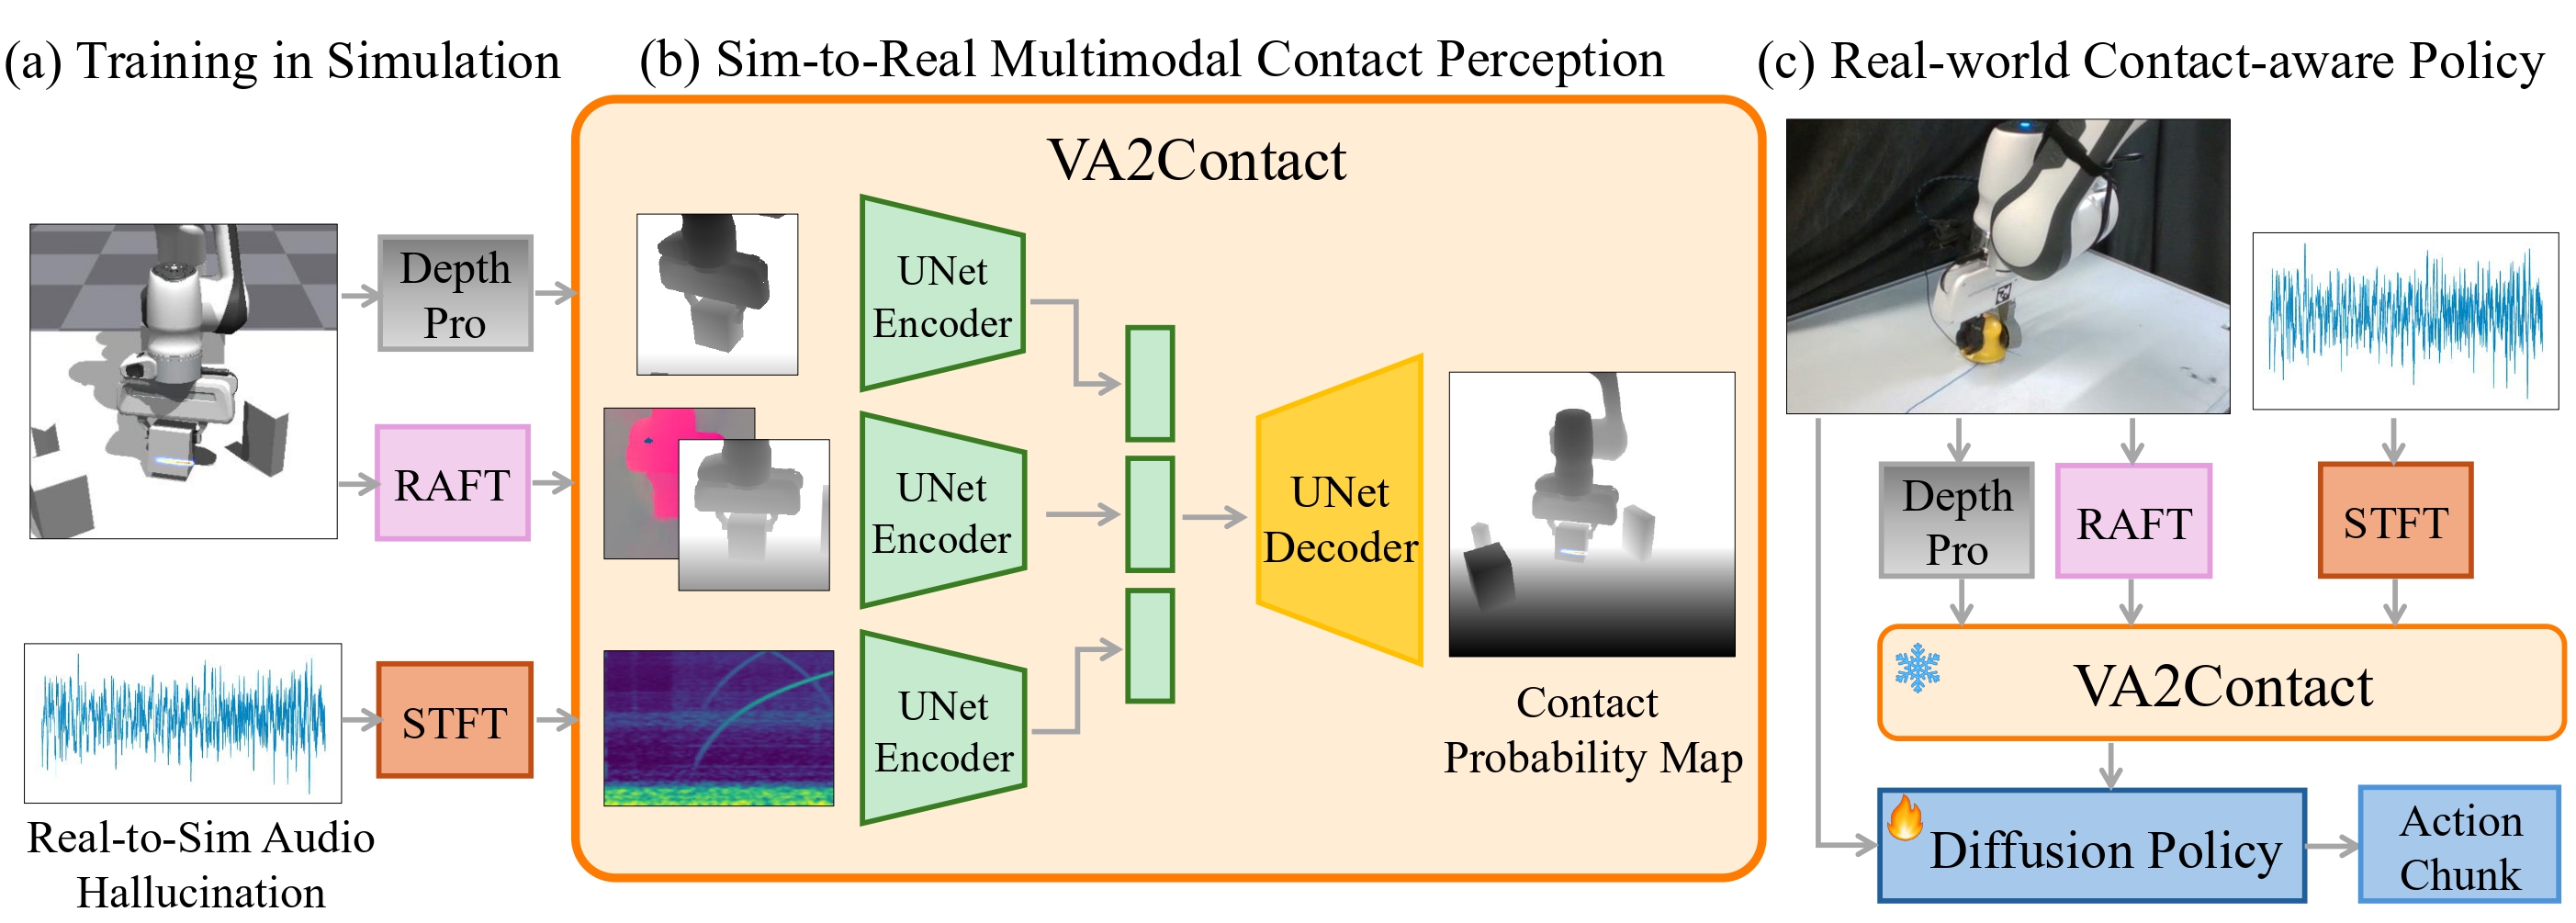 (a) Training in Simulation
(b) Sim-to-Real Multimodal Contact Perception
(c) Real-world Contact-aware Policy
Depth
Pro
RAFT
STFT
Real-to-Sim Audio
Hallucination
VA2Contact
UNet
Encoder
UNet
Encoder
UNet
Encoder
UNet
Decoder
Contact
Probability Map
Depth
Pro
RAFT
STFT
VA2Contact
Diffusion Policy
Action
Chunk